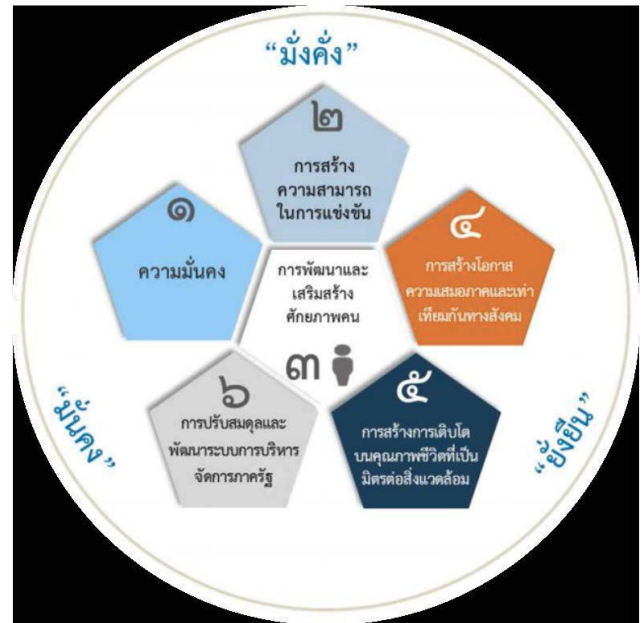 “มั่งคั่ง”
๒
การสร้าง
ความสามารถ
ในการแข่งขัน
๑
ความมั่นคง
๔
การสร้างโอกาส
ความเสมอภาคและเท่า
เทียมกันทางสังคม
การพัฒนาและ
เสริมสร้าง
ศักยภาพคน
๓
๖
การปรับสมดุลและ
พัฒนาระบบการบริหาร
จัดการภาครัฐ
๕
การสร้างการเติบโต
บนคุณภาพชีวิตที่เป็น
มิตรต่อสิ่งแวดล้อม
“มั่นคง”
“ยั่งยืน”